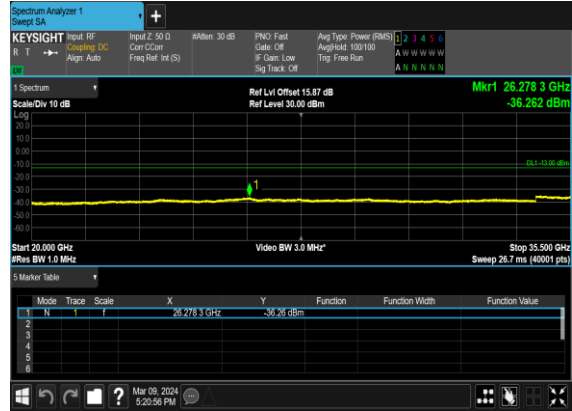 Spectrum Analyzer 1
Swept SA
+
KEYSIGHT Input: RF Input Z: 50 Ω #Atten: 30 dB PNO: Fast Avg Type: Power (RMS) 1 2 3 4 5 6
R T Coupling: DC Corr CCorr Gate: Off Avg|Hold: 100/100 A W W W W W
Align: Auto Freq Ref: Int (S) IF Gain: Low Trig: Free Run
Sig Track: Off A N N N N N
1 Spectrum Ref Lvl Offset 15.87 dB Mkr1 26.278 3 GHz
Scale/Div 10 dB Ref Level 30.00 dBm -36.262 dBm
Log
20.0
10.0
0.00
-10.0 DL1 -13.00 dBm
-20.0
-30.0 1
-40.0
-50.0
-60.0
Start 20.000 GHz Video BW 3.0 MHz* Stop 35.500 GHz
#Res BW 1.0 MHz Sweep 26.7 ms (40001 pts)
5 Marker Table
Mode Trace Scale X Y Function Function Width Function Value
1 N 1 f 26.278 3 GHz -36.26 dBm
2
3
4
5
6
? Mar 09, 2024
5:20:56 PM